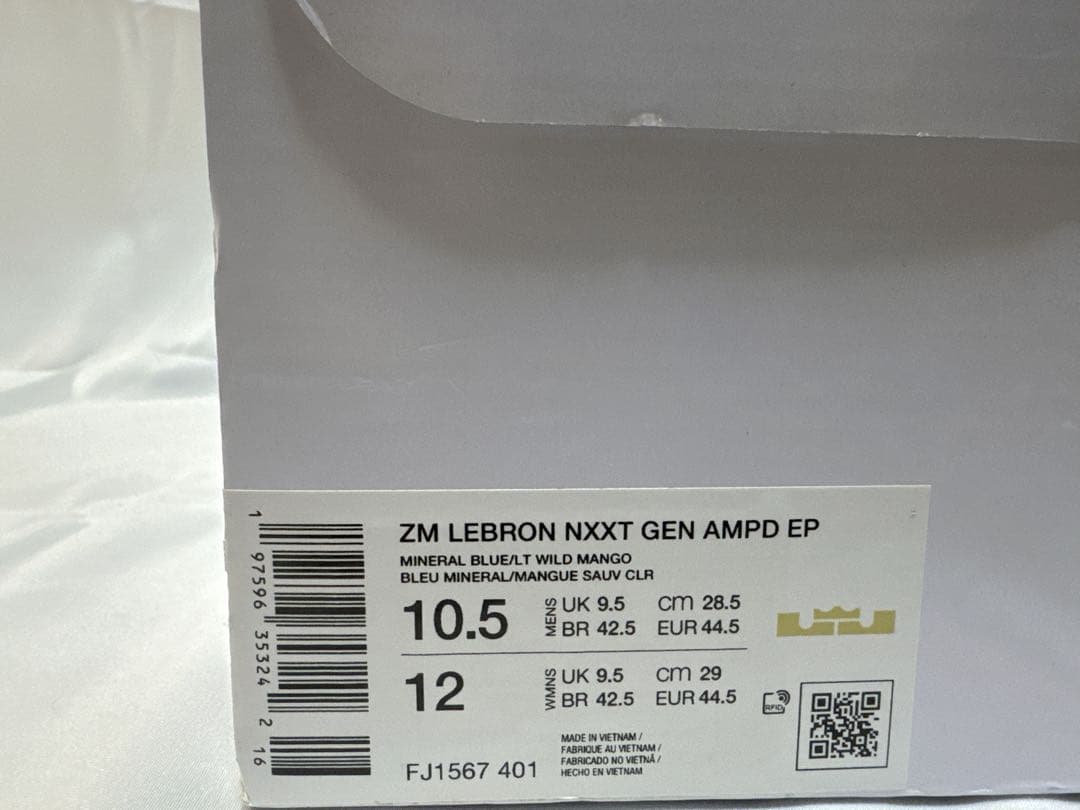 ZM LEBRON NXXT GEN AMPD EP
MINERAL BLUE/LT WILD MANGO
BLEU MINERAL/MANGUE SAUV CLR
10.5 MENS UK 9.5 cm 28.5
BR 42.5 EUR 44.5
12 WMNS UK 9.5 cm 29
BR 42.5 EUR 44.5
RFID
MADE IN VIETNAM /
FABRIQUE AU VIETNAM /
FABRICADO NO VIETNÃ /
HECHO EN VIETNAM
FJ1567 401
1 97596 35324 2 16